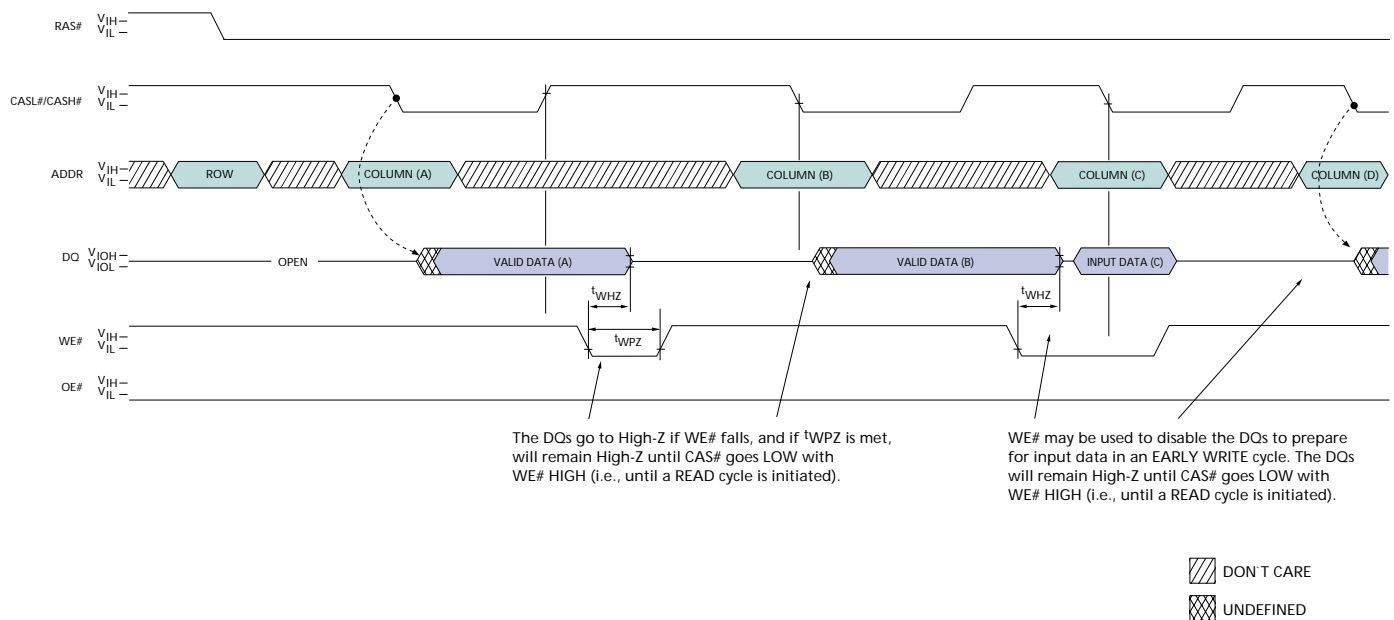 RAS# VIH VIL
CASL#/CASH# VIH VIL
ADDR VIH VIL ROW COLUMN (A) COLUMN (B) COLUMN (C) COLUMN (D)
DQ VIOH VIOL OPEN VALID DATA (A) VALID DATA (B) INPUT DATA (C)
tWHZ tWHZ
WE# VIH VIL tWPZ
OE# VIH VIL
The DQs go to High-Z if WE# falls, and if tWPZ is met,
will remain High-Z until CAS# goes LOW with
WE# HIGH (i.e., until a READ cycle is initiated).
WE# may be used to disable the DQs to prepare
for input data in an EARLY WRITE cycle. The DQs
will remain High-Z until CAS# goes LOW with
WE# HIGH (i.e., until a READ cycle is initiated).
DON'T CARE
UNDEFINED